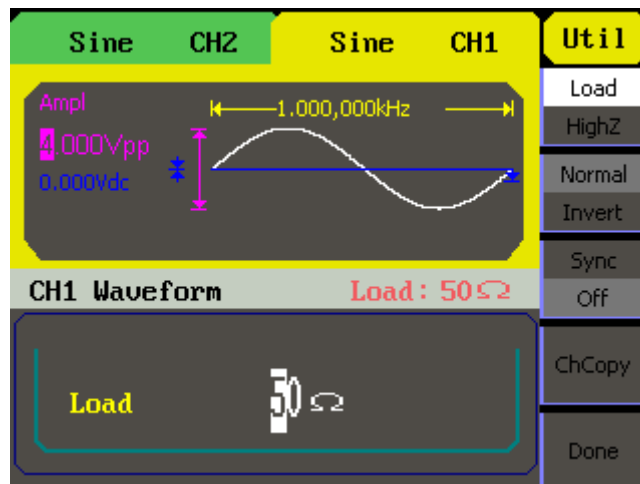 Sine CH2 Sine CH1 Util
Ampl
1.000,000kHz
4.000Vpp
0.000Vdc
CH1 Waveform Load: 50Ω
Load 50Ω
Load
HighZ
Normal
Invert
Sync
Off
ChCopy
Done